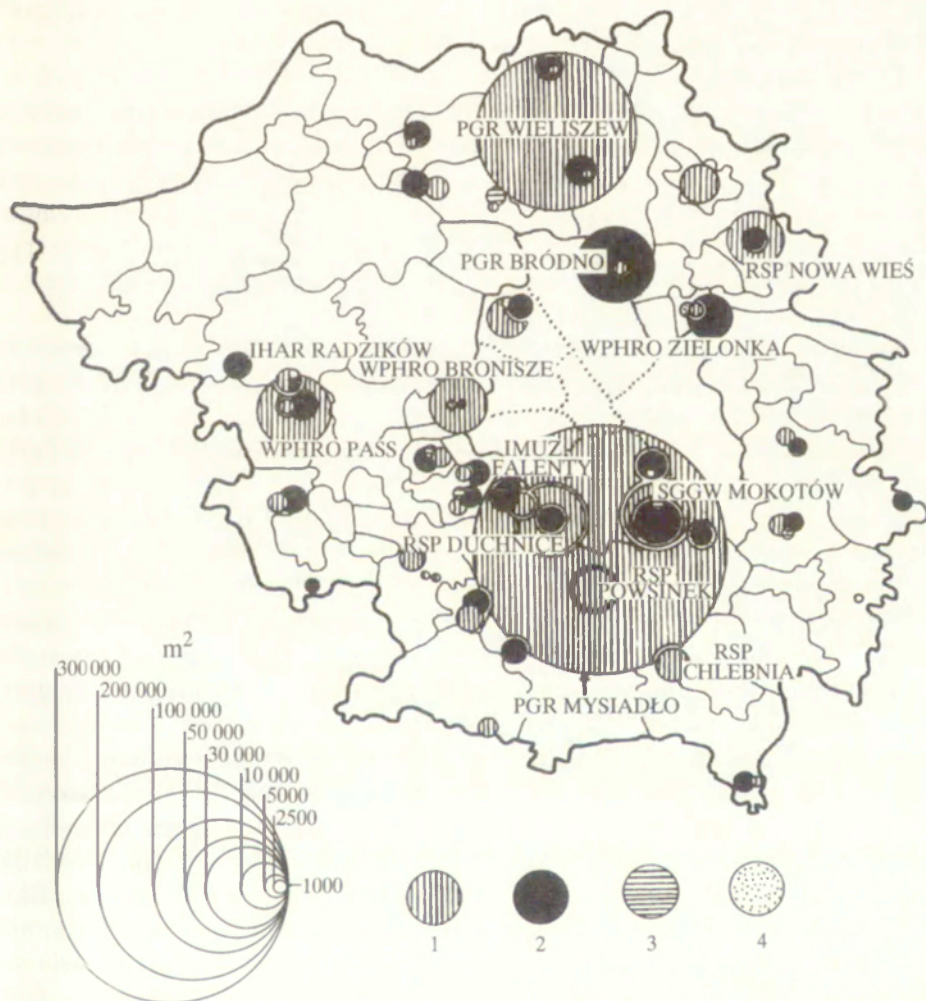 PGR WIELISZEW
PGR BRÓDNO
RSP NOWA WIEŚ
IHAR RADZIKÓW
WPHRO ZIELONKA
WPHRO BRONISZE
WPHRO PASS
IMUZ
FALENTY
SGGW MOKOTÓW
RSP DUCHNICE
RSP
POWSINEK
RSP
CHLEBNIA
PGR MYSIADŁO
m²
300 000
200 000
100 000
50 000
30 000
10 000
5000
2500
1000
1
2
3
4